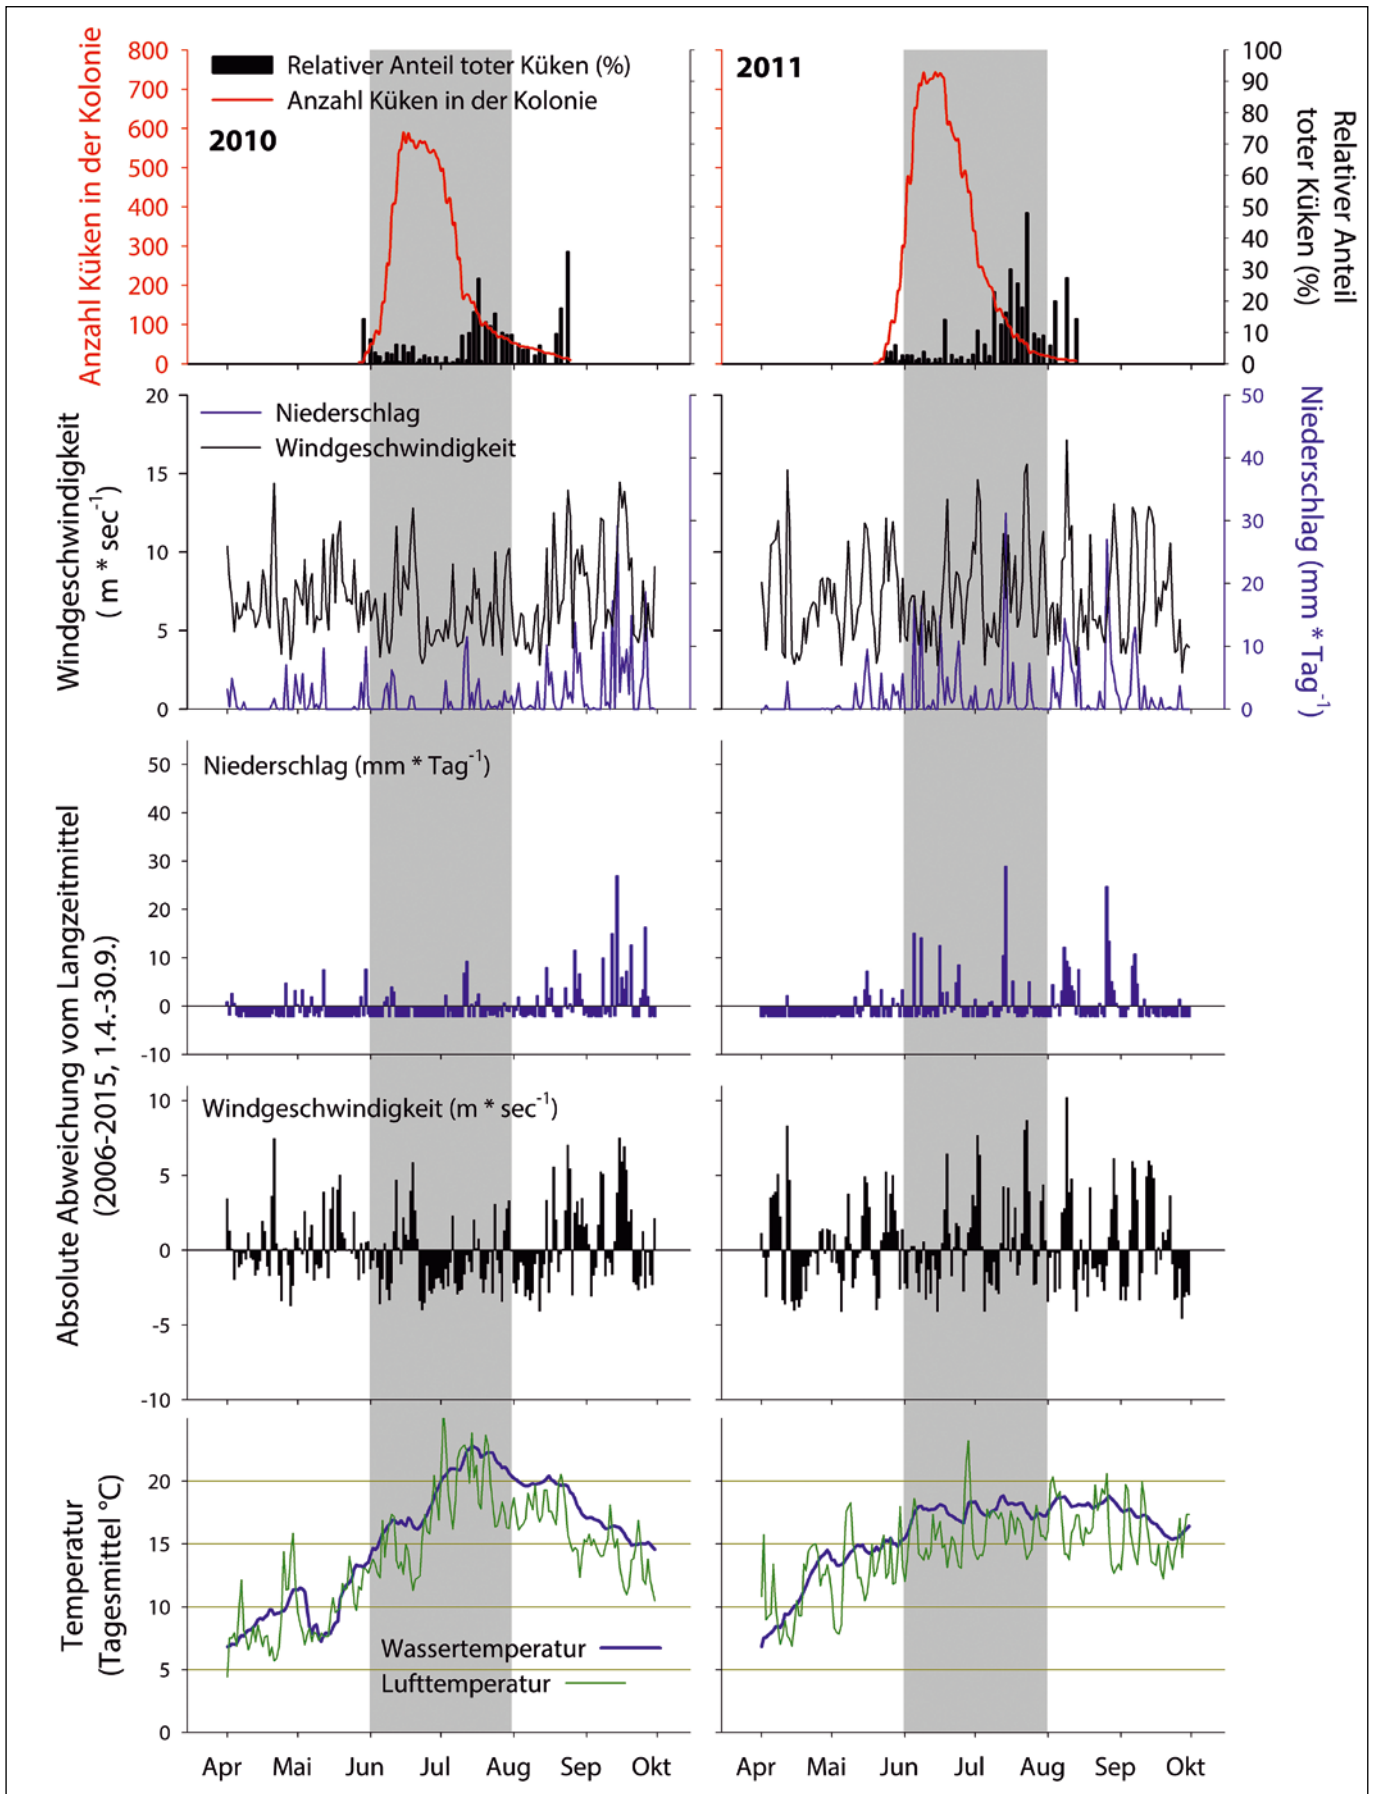 Anzahl Küken in der Kolonie
800
700
600
500
400
300
200
100
0
Relativer Anteil toter Küken (%)
Anzahl Küken in der Kolonie
2010
2011
100
90
80
70
60
50
40
30
20
10
0
Relativer Anteil
toter Küken (%)
Windgeschwindigkeit
( m * sec-1)
20
15
10
5
0
Niederschlag
Windgeschwindigkeit
50
40
30
20
10
0
Niederschlag (mm * Tag-1)
Absolute Abweichung vom Langzeitmittel
(2006-2015, 1.4.-30.9.)
50
40
30
20
10
0
-10
Niederschlag (mm * Tag-1)
10
5
0
-5
-10
Windgeschwindigkeit (m * sec-1)
Temperatur
(Tagesmittel °C)
20
15
10
5
0
Wassertemperatur
Lufttemperatur
Apr Mai Jun Jul Aug Sep Okt
Apr Mai Jun Jul Aug Sep Okt